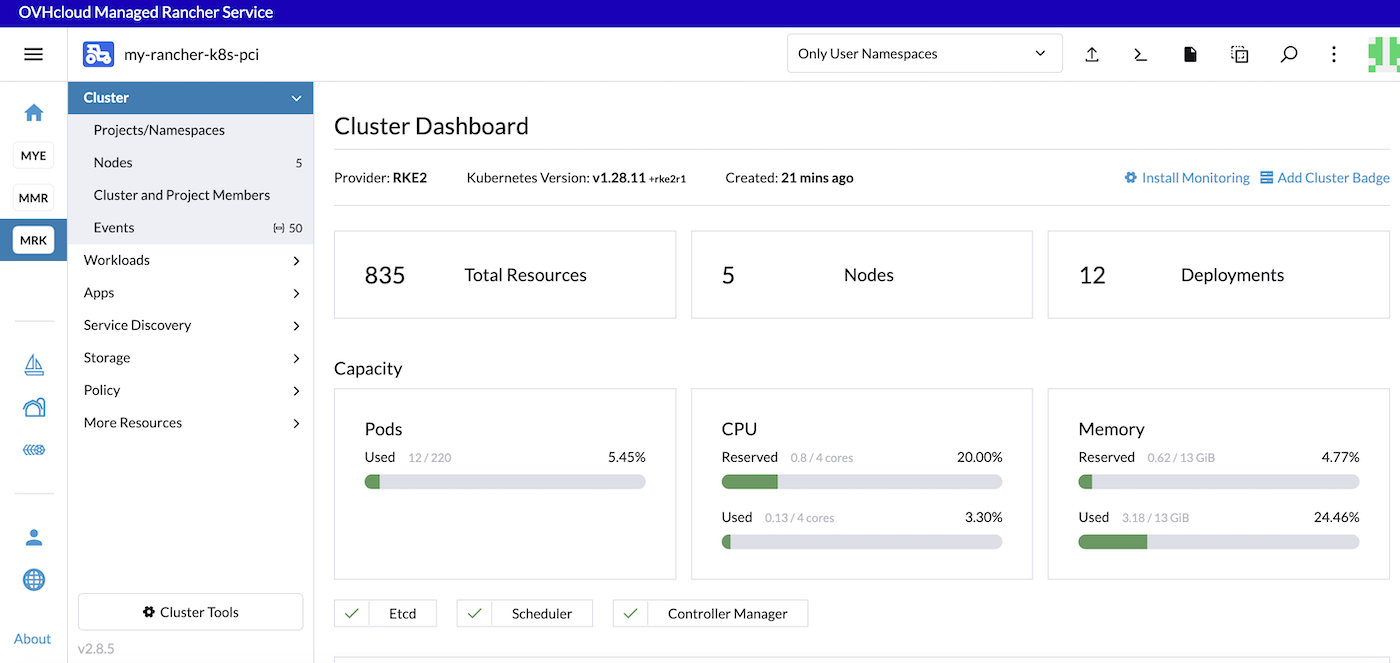 OVHcloud Managed Rancher Service
my-rancher-k8s-pci
Only User Namespaces
MYE
MMR
MRK
About
Cluster
Projects/Namespaces
Nodes 5
Cluster and Project Members
Events 50
Workloads
Apps
Service Discovery
Storage
Policy
More Resources
Cluster Tools
v2.8.5
Cluster Dashboard
Provider: RKE2 Kubernetes Version: v1.28.11 +rke2r1 Created: 21 mins ago Install Monitoring Add Cluster Badge
835 Total Resources
5 Nodes
12 Deployments
Capacity
Pods
Used 12 / 220 5.45%
CPU
Reserved 0.8 / 4 cores 20.00%
Used 0.13 / 4 cores 3.30%
Memory
Reserved 0.62 / 13 GiB 4.77%
Used 3.18 / 13 GiB 24.46%
Etcd
Scheduler
Controller Manager